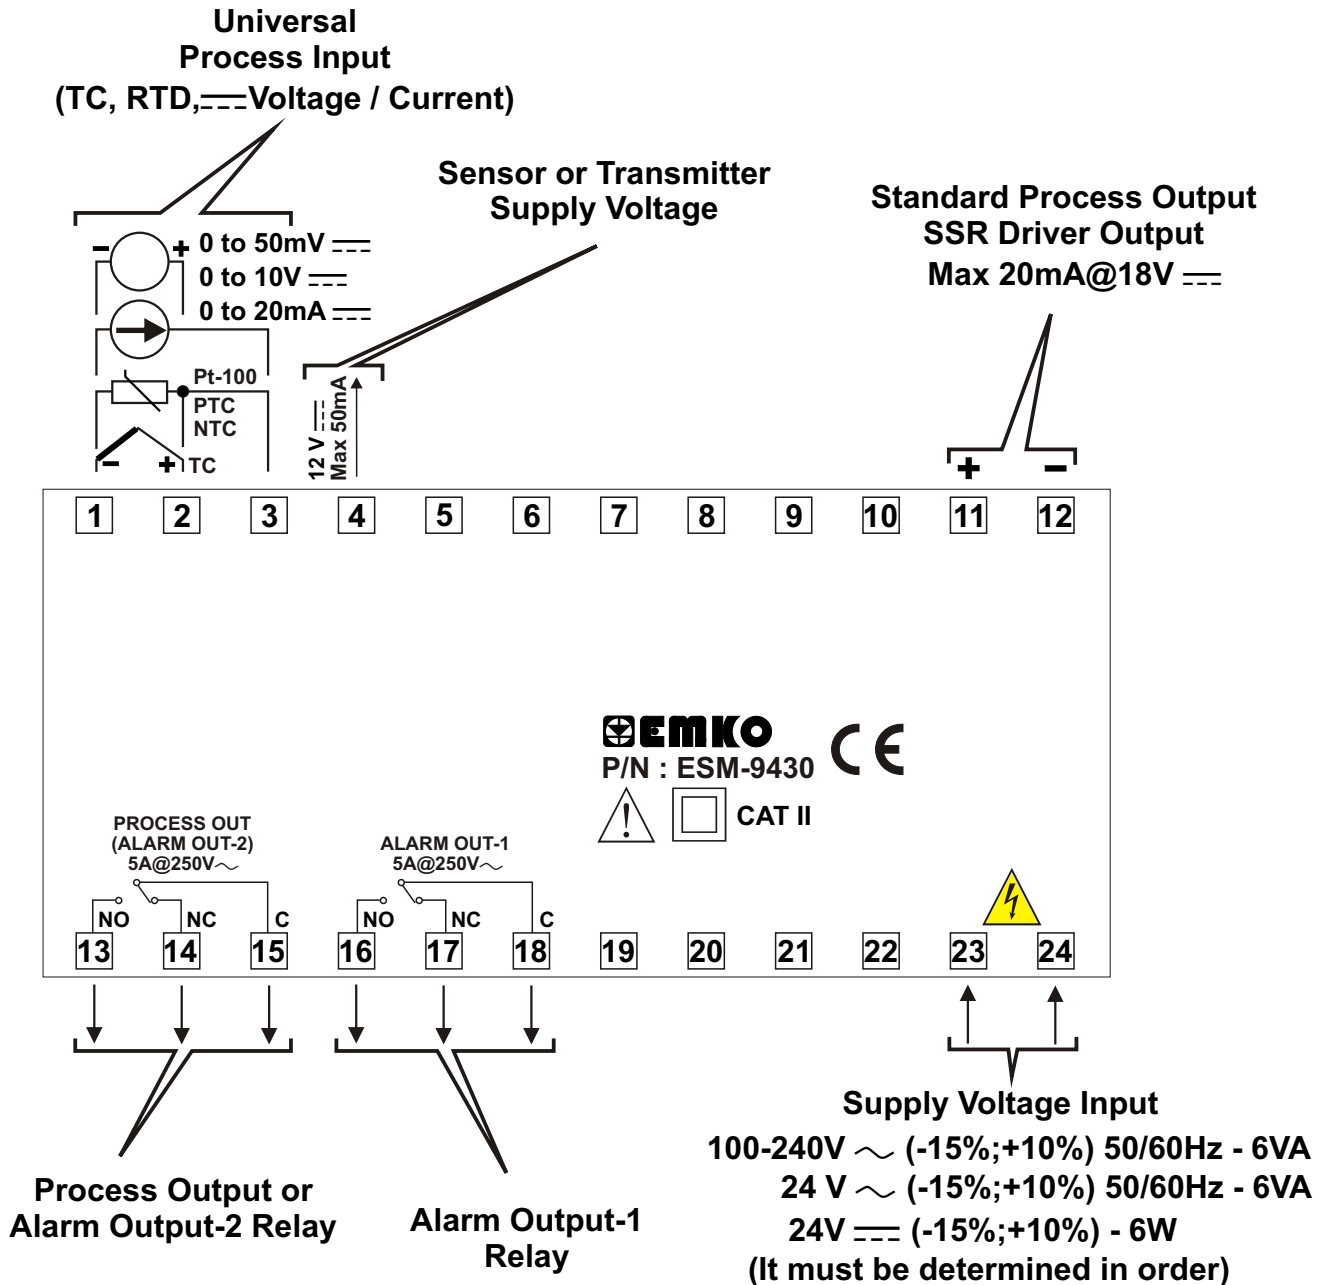 Universal
Process Input
(TC, RTD, Voltage / Current)
Sensor or Transmitter
Supply Voltage
Standard Process Output
SSR Driver Output
Max 20mA@18V
- + 0 to 50mV
0 to 10V
0 to 20mA
Pt-100
PTC
NTC
- + TC
12 V
Max 50mA
+ -
1 2 3 4 5 6 7 8 9 10 11 12
EMKO CE
P/N : ESM-9430
! CAT II
PROCESS OUT
(ALARM OUT-2)
5A@250V~
ALARM OUT-1
5A@250V~
NO NC C NO NC C
13 14 15 16 17 18 19 20 21 22 23 24
Process Output or
Alarm Output-2 Relay
Alarm Output-1
Relay
Supply Voltage Input
100-240V ~ (-15%;+10%) 50/60Hz - 6VA
24 V ~ (-15%;+10%) 50/60Hz - 6VA
24V (-15%;+10%) - 6W
(It must be determined in order)